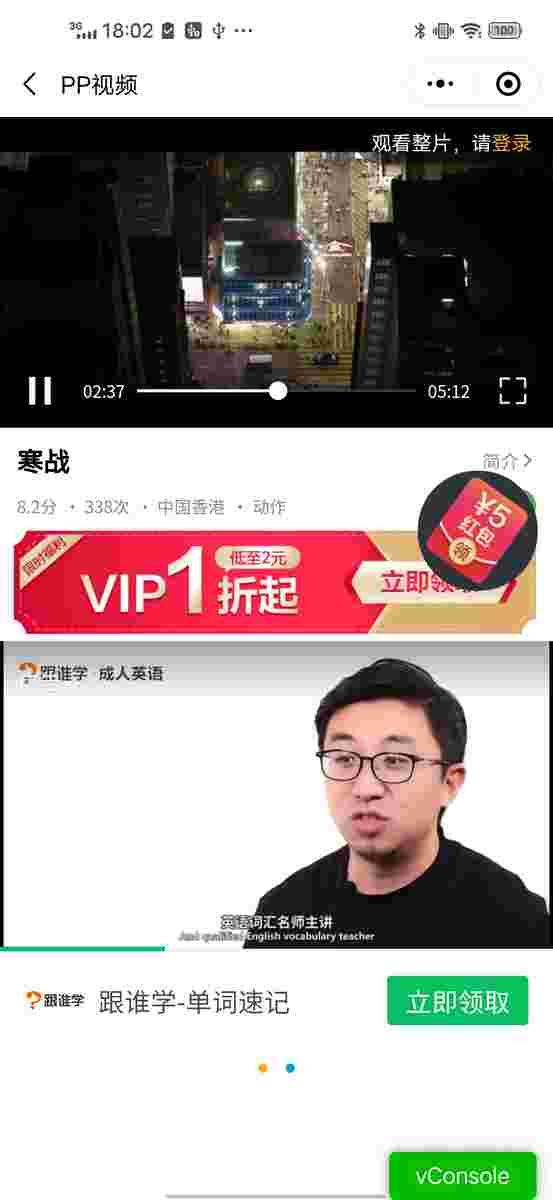 3G 18:02 100
PP视频
观看整片，请登录
02:37 05:12
寒战 简介
8.2分 · 338次 · 中国香港 · 动作
¥5
红包
领
限时福利
低至2元
VIP1折起
立即领
跟谁学 成人英语
英语词汇名师主讲
And qualified English vocabulary teacher
跟谁学 跟谁学-单词速记 立即领取
vConsole